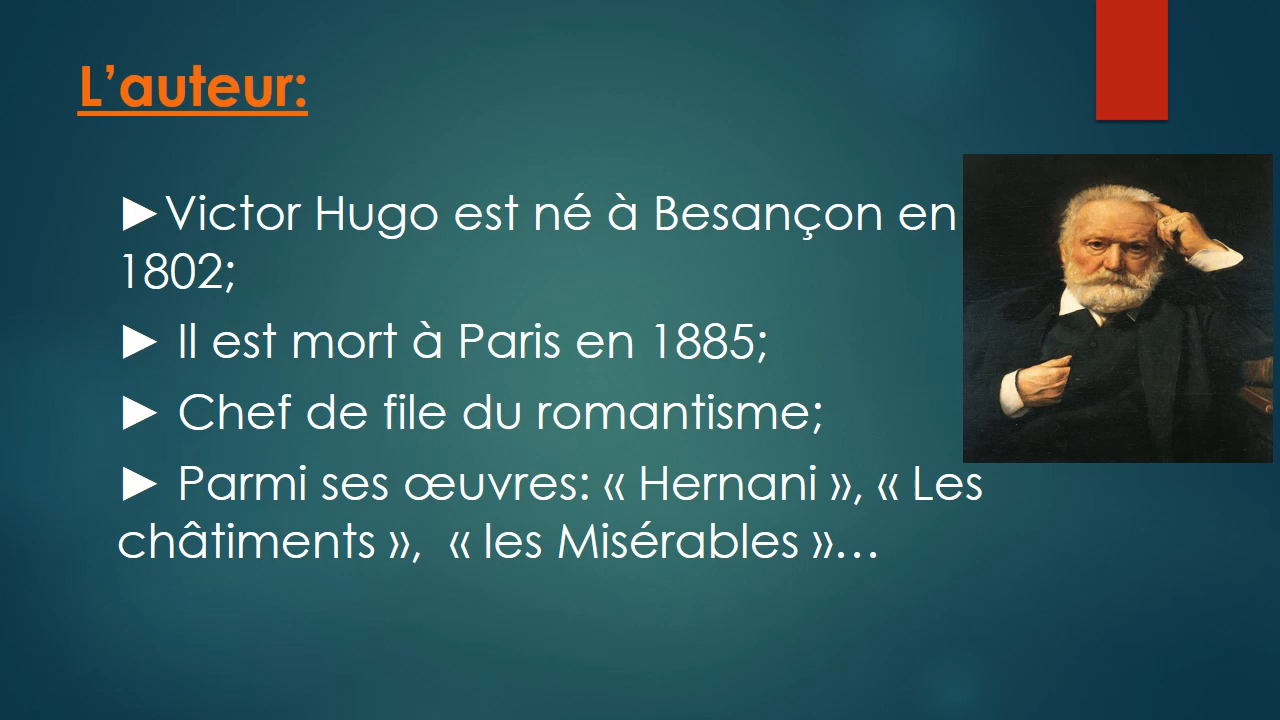 L’auteur:
►Victor Hugo est né à Besançon en
1802;
► Il est mort à Paris en 1885;
► Chef de file du romantisme;
► Parmi ses œuvres: « Hernani », « Les
châtiments »,  « les Misérables »…